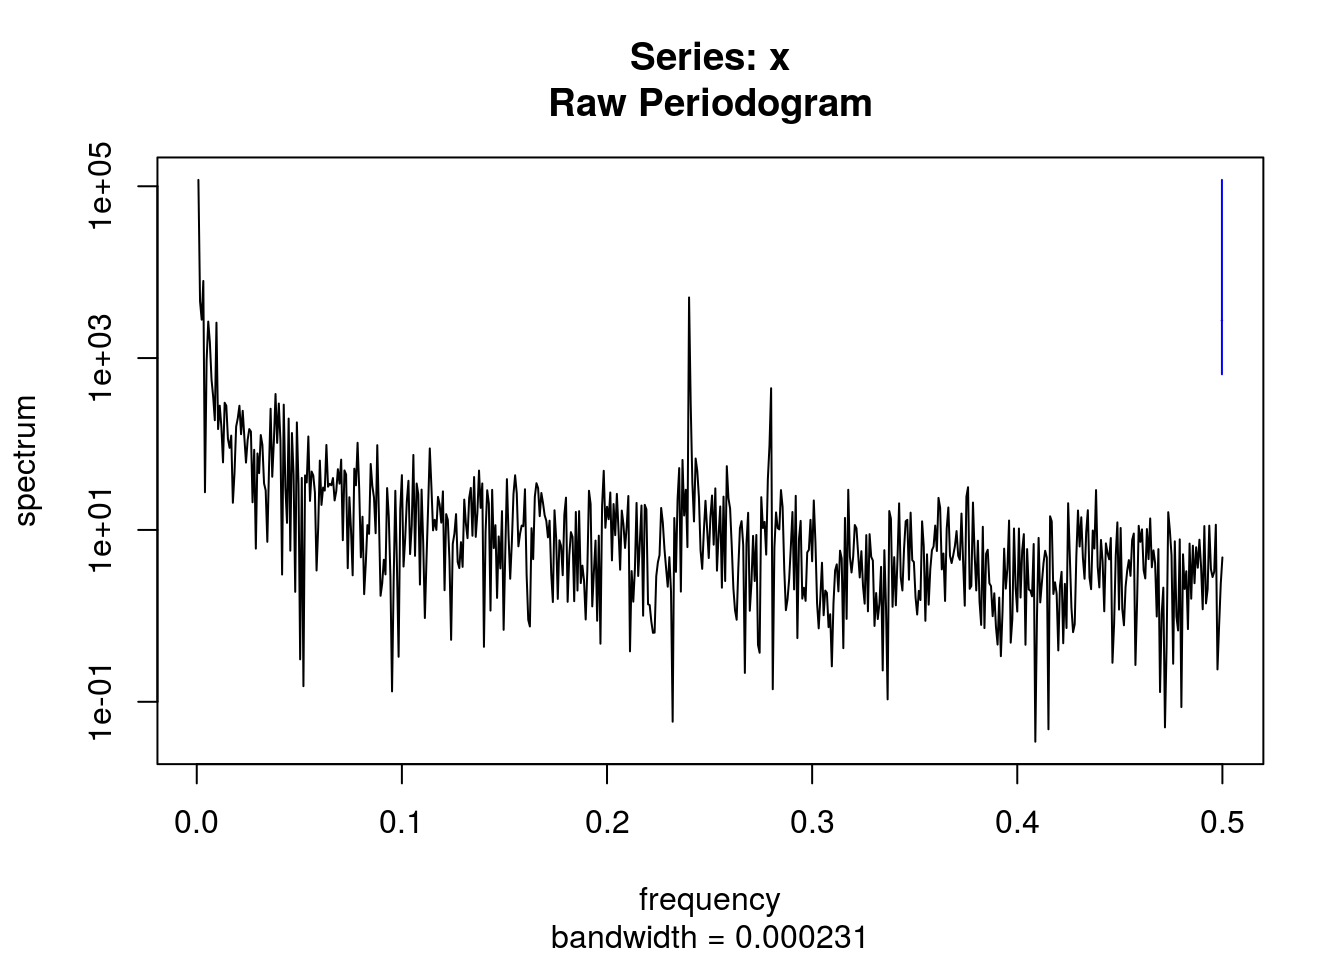 Series: x
Raw Periodogram
1e+05
1e+03
1e+01
1e-01
spectrum
0.0 0.1 0.2 0.3 0.4 0.5
frequency
bandwidth = 0.000231